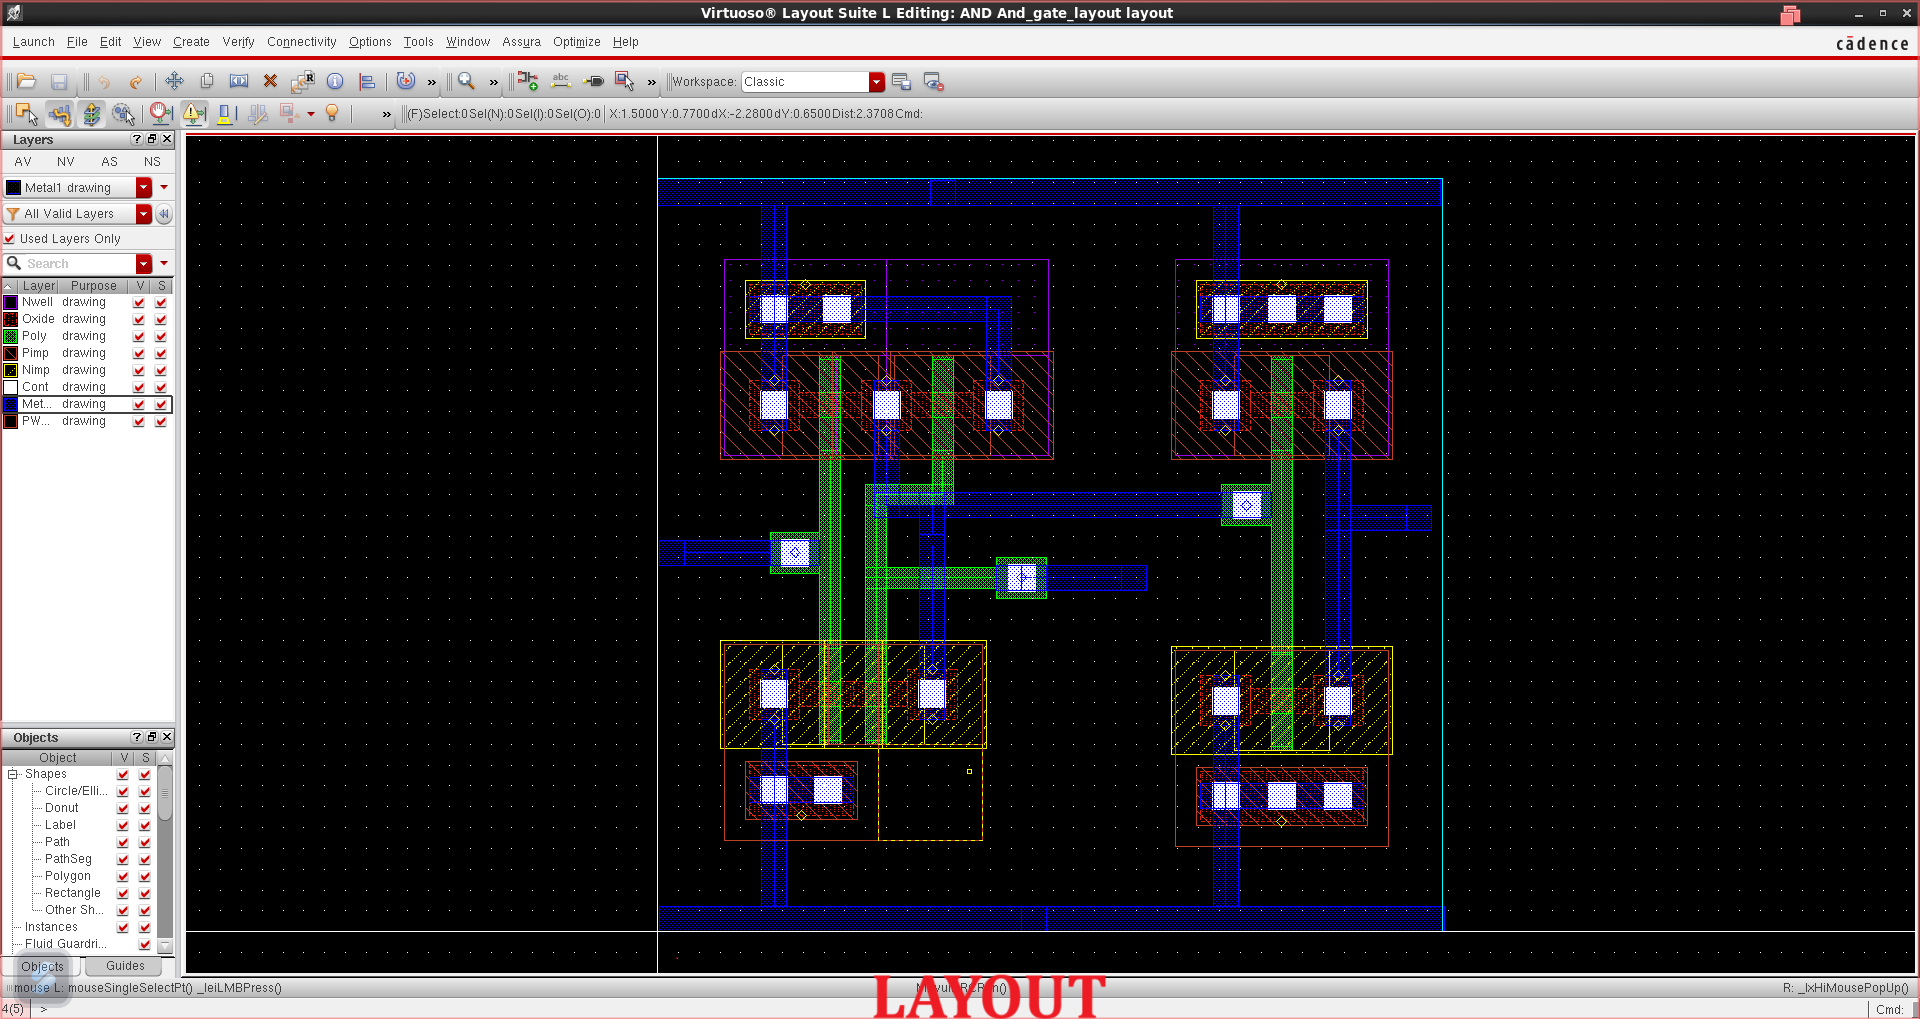 Virtuoso® Layout Suite L Editing: AND And_gate_layout layout
Launch File Edit View Create Verify Connectivity Options Tools Window Assura Optimize Help
cādence
abc
R
» » »
Workspace: Classic
» (F)Select:0 Sel(N):0 Sel(I):0 Sel(O):0 X:1.5000 Y:0.7700 dX:-2.2800 dY:0.6500 Dist:2.3708 Cmd:
Layers
AV NV AS NS
Metal1 drawing
All Valid Layers
Used Layers Only
Search
Layer Purpose V S
Nwell drawing
Oxide drawing
Poly drawing
Pimp drawing
Nimp drawing
Cont drawing
Met... drawing
PW... drawing
Objects
Object V S
Shapes
Circle/Elli...
Donut
Label
Path
PathSeg
Polygon
Rectangle
Other Sh...
Instances
Fluid Guardri...
Objects Guides
mouse L: mouseSingleSelectPt() _leiLMBPress()
R: _lxHiMousePopUp()
LAYOUT
4(5) >
Cmd: